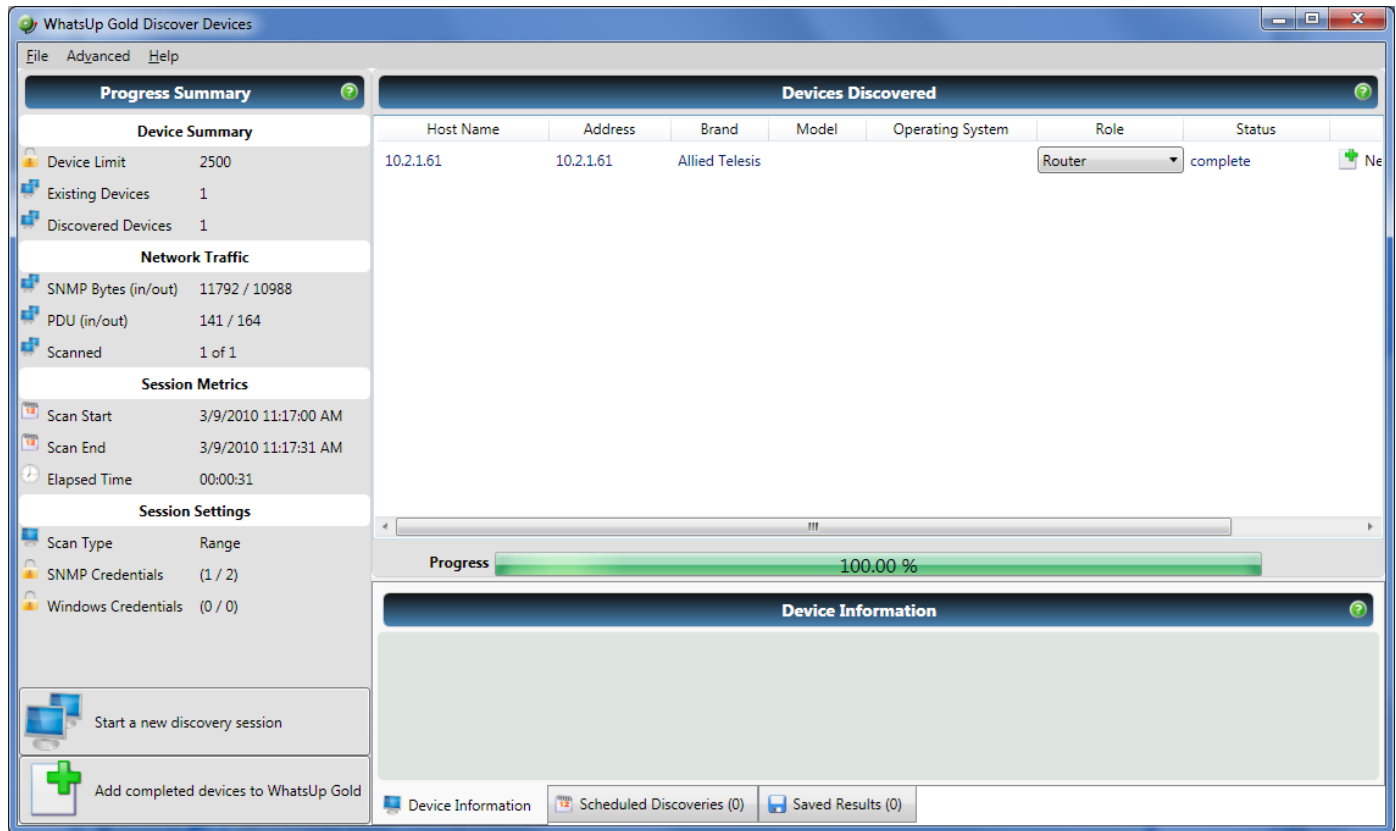 WhatsUp Gold Discover Devices
File Advanced Help
Progress Summary
Device Summary
Device Limit 2500
Existing Devices 1
Discovered Devices 1
Network Traffic
SNMP Bytes (in/out) 11792 / 10988
PDU (in/out) 141 / 164
Scanned 1 of 1
Session Metrics
Scan Start 3/9/2010 11:17:00 AM
Scan End 3/9/2010 11:17:31 AM
Elapsed Time 00:00:31
Session Settings
Scan Type Range
SNMP Credentials (1 / 2)
Windows Credentials (0 / 0)
Start a new discovery session
Add completed devices to WhatsUp Gold
Devices Discovered
Host Name Address Brand Model Operating System Role Status
10.2.1.61 10.2.1.61 Allied Telesis Router complete Ne
Progress 100.00 %
Device Information
Device Information Scheduled Discoveries (0) Saved Results (0)